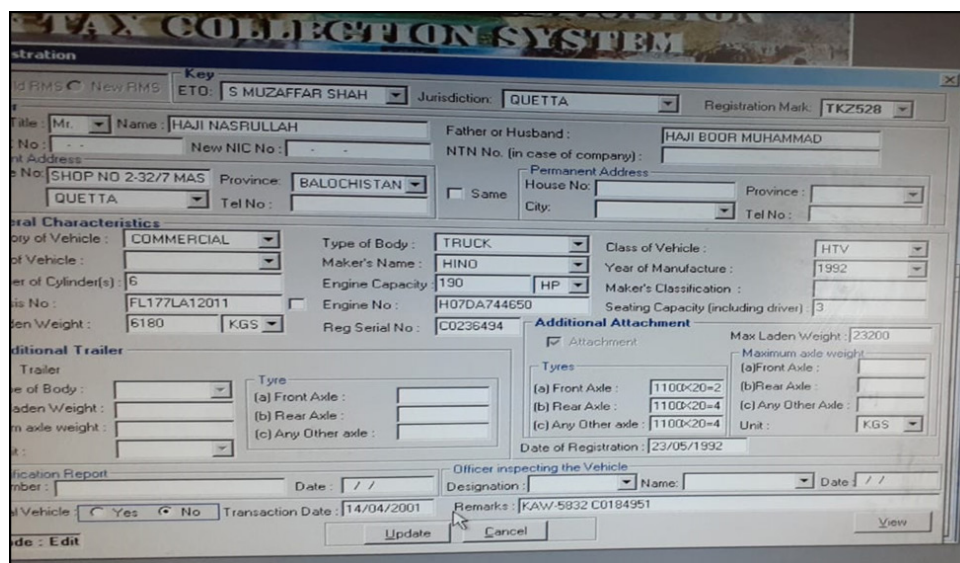 TAX COLLECTION SYSTEM
stration
ld RMS New RMS Key ETO: S MUZAFFAR SHAH Jurisdiction: QUETTA Registration Mark: TKZ528
Title : Mr. Name : HAJI NASRULLAH Father or Husband : HAJI BOOR MUHAMMAD
No : - - New NIC No : - - NTN No. (in case of company) :
nt Address Permanent Address
No: SHOP NO 2-32/7 MAS Province: BALOCHISTAN Same House No: Province :
QUETTA Tel No : City: Tel No :
eral Characteristics
ory of Vehicle : COMMERCIAL Type of Body : TRUCK Class of Vehicle : HTV
of Vehicle : Maker's Name : HINO Year of Manufacture : 1992
er of Cylinder(s) : 6 Engine Capacity : 190 HP Maker's Classification :
sis No : FL177LA12011 Engine No : H07DA744650 Seating Capacity (including driver) : 3
den Weight : 6180 KGS Reg Serial No : C0236494 Additional Attachment
Attachment Max Laden Weight : 23200
ditional Trailer
Trailer Tyres Maximum axle weight
e of Body : Tyre (a) Front Axle : 1100X20=2 (a)Front Axle :
aden Weight : (a) Front Axle : (b) Rear Axle : 1100X20=4 (b)Rear Axle :
m axle weight : (b) Rear Axle : (c) Any Other axle : 1100X20=4 (c) Any Other Axle :
(c) Any Other axle : Unit : KGS
Date of Registration : 23/05/1992
fication Report Officer inspecting the Vehicle
mber : Date : / / Designation : Name: Date : / /
al Vehicle : Yes No Transaction Date : 14/04/2001 Remarks : KAW-5832 C0184951
Update Cancel View
de : Edit